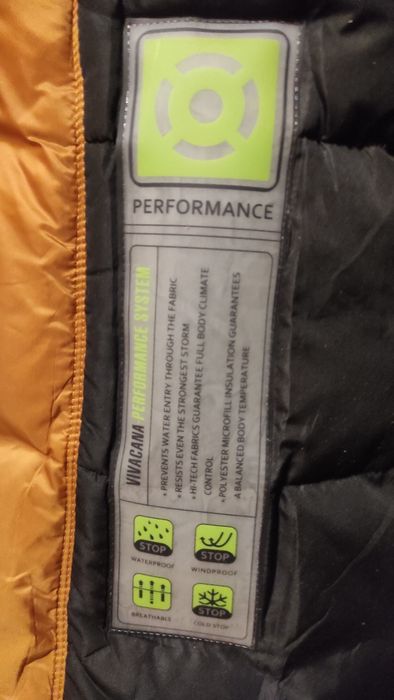 PERFORMANCE
VIVACANA PERFORMANCE SYSTEM
• PREVENTS WATER ENTRY THROUGH THE FABRIC
• RESISTS EVEN THE STRONGEST STORM
• HI-TECH FABRICS GUARANTEE FULL BODY CLIMATE
CONTROL
• POLYESTER MICROFILL INSULATION GUARANTEES
A BALANCED BODY TEMPERATURE
STOP
WATERPROOF
STOP
WINDPROOF
BREATHABLE
STOP
COLD STOP